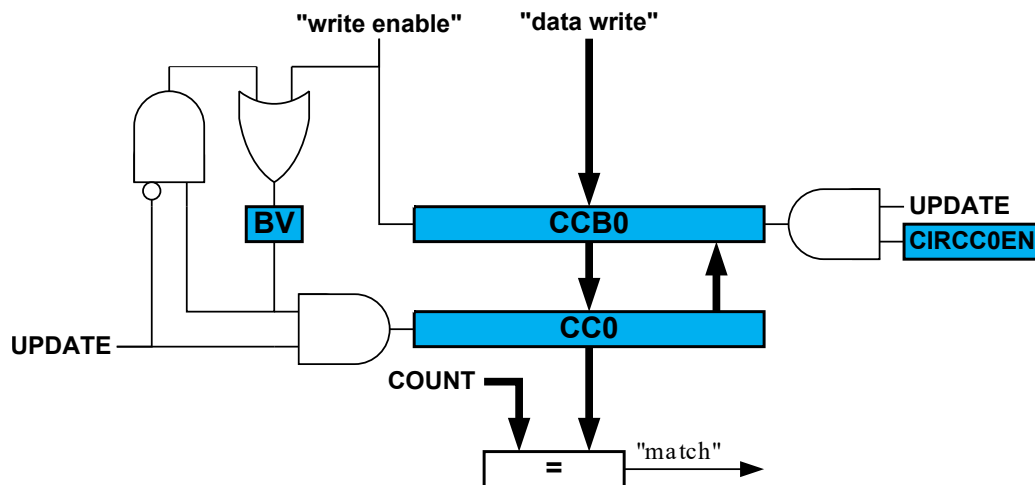 "write enable"
"data write"
BV
CCB0
UPDATE
CIRCC0EN
UPDATE
CC0
COUNT
=
"match"